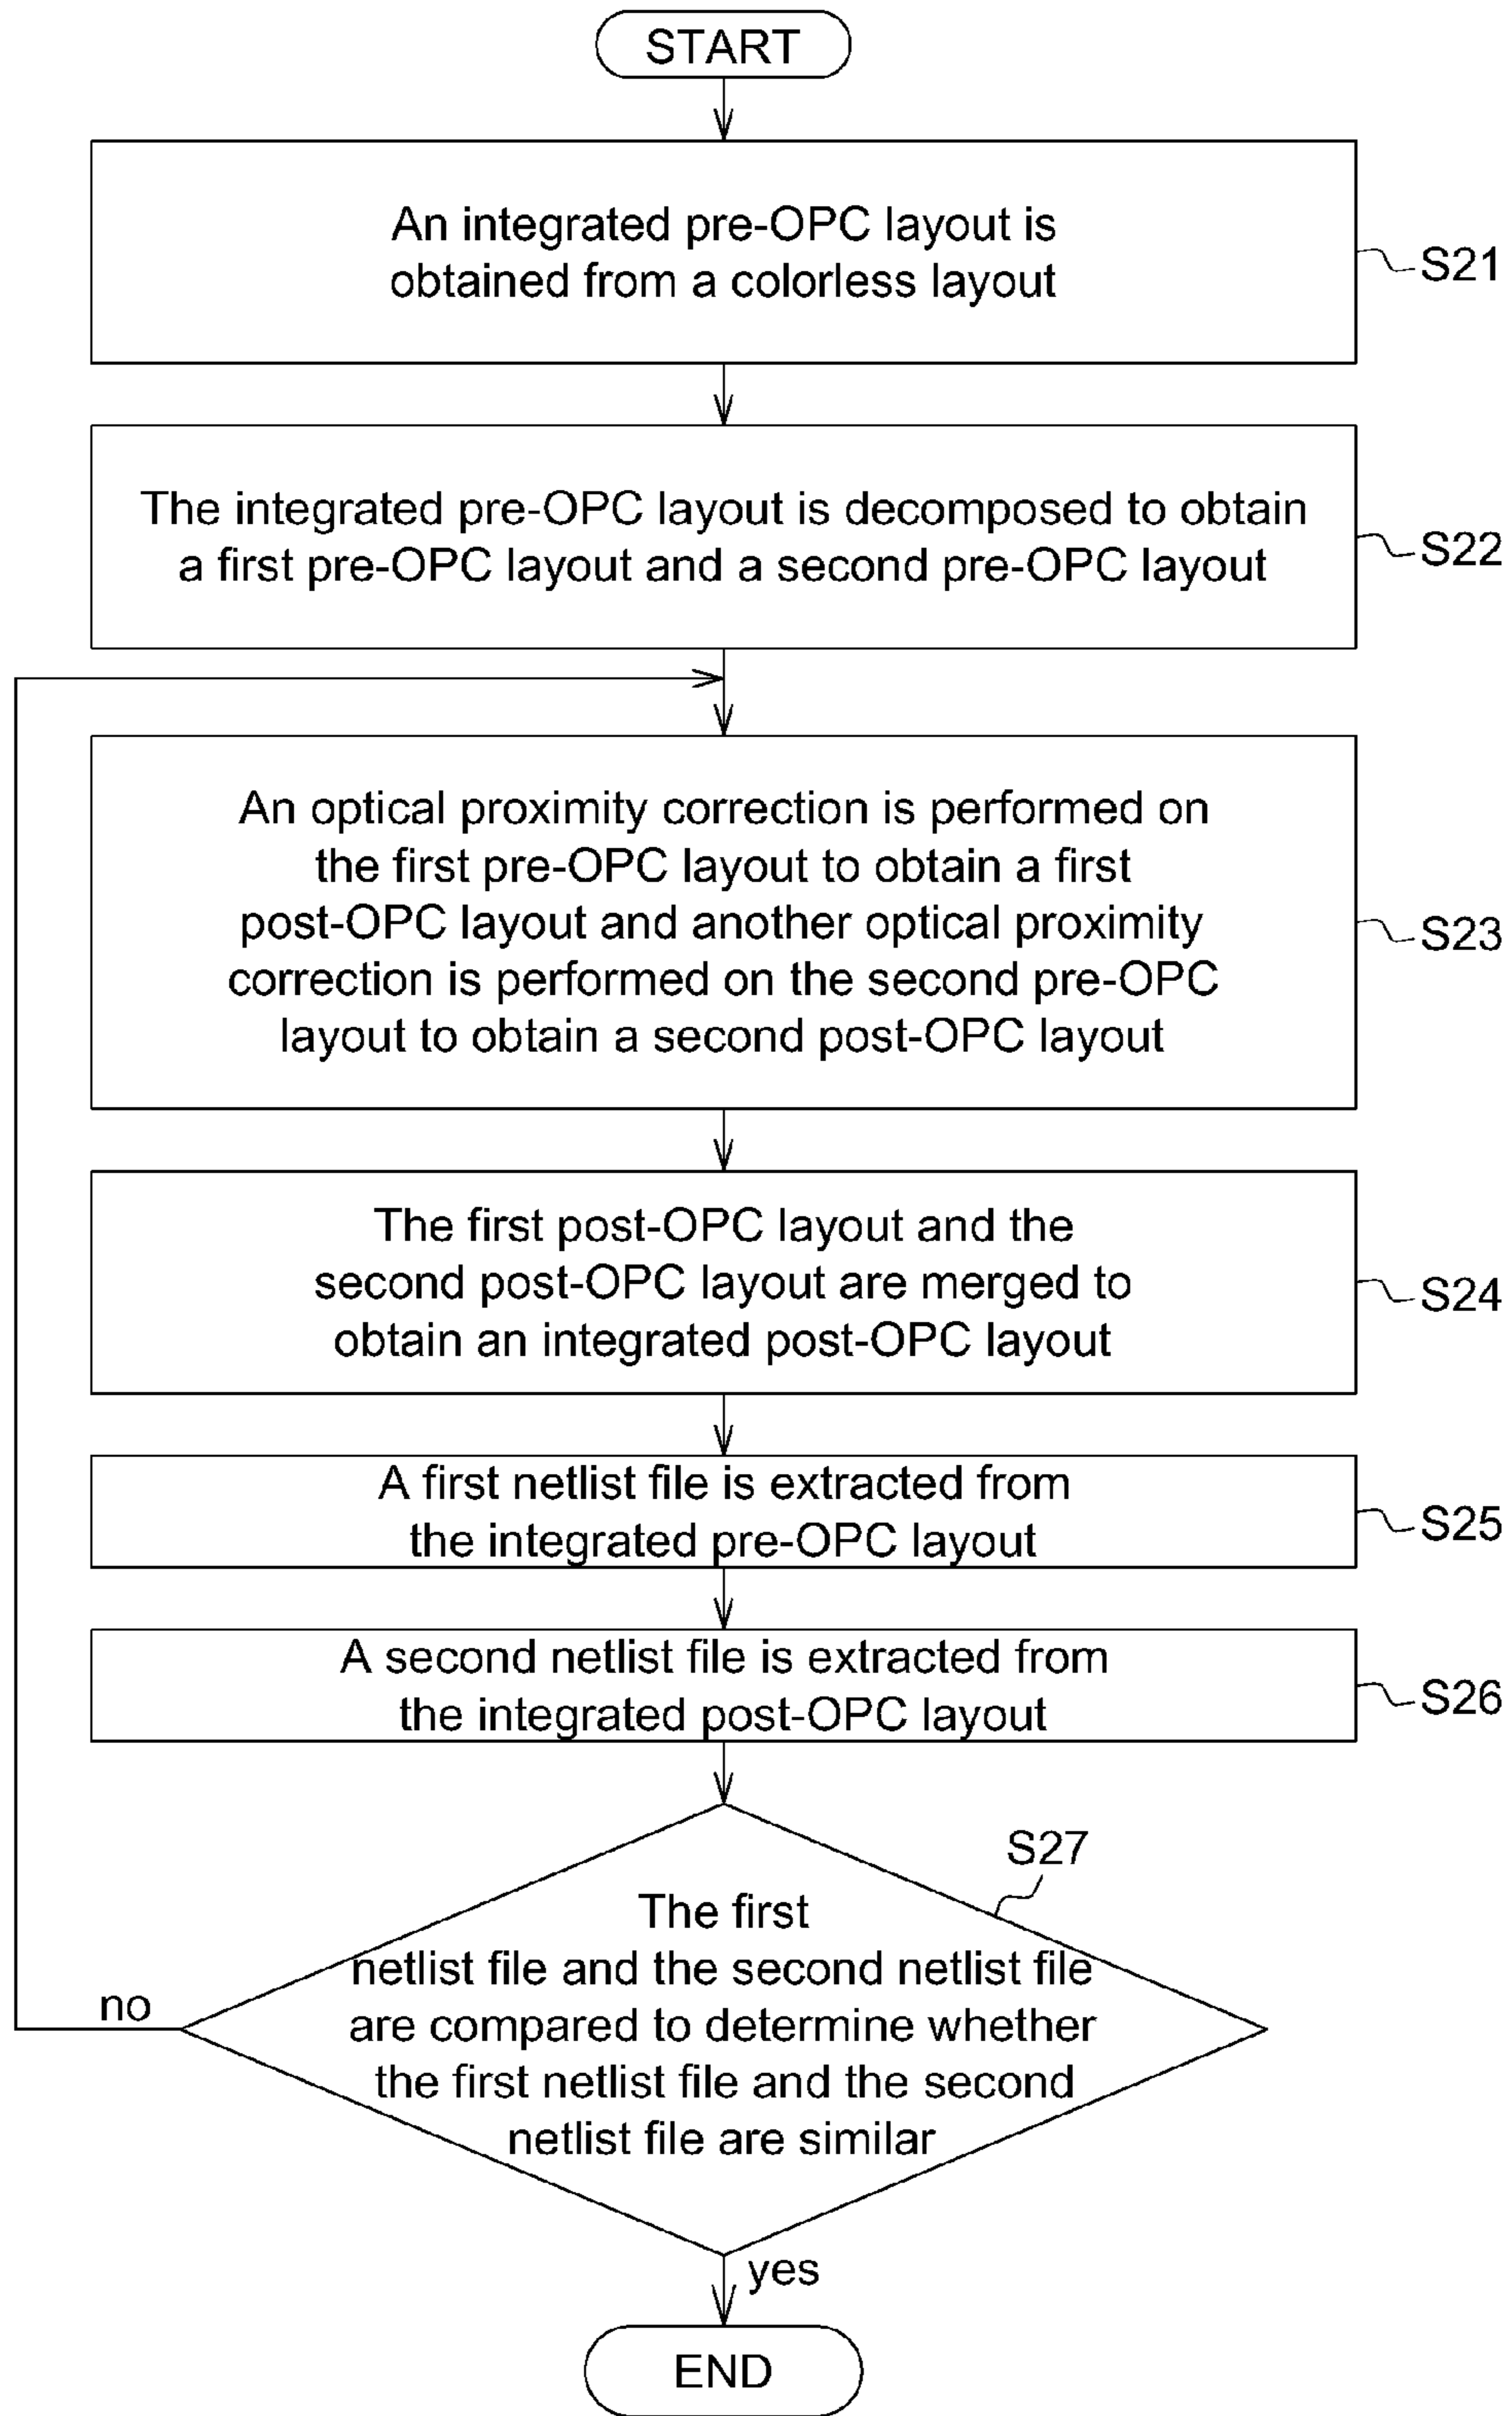 START
An integrated pre-OPC layout is
obtained from a colorless layout
S21
The integrated pre-OPC layout is decomposed to obtain
a first pre-OPC layout and a second pre-OPC layout
S22
An optical proximity correction is performed on
the first pre-OPC layout to obtain a first
post-OPC layout and another optical proximity
correction is performed on the second pre-OPC
layout to obtain a second post-OPC layout
S23
The first post-OPC layout and the
second post-OPC layout are merged to
obtain an integrated post-OPC layout
S24
A first netlist file is extracted from
the integrated pre-OPC layout
S25
A second netlist file is extracted from
the integrated post-OPC layout
S26
S27
The first
netlist file and the second netlist file
are compared to determine whether
the first netlist file and the second
netlist file are similar
no
yes
END